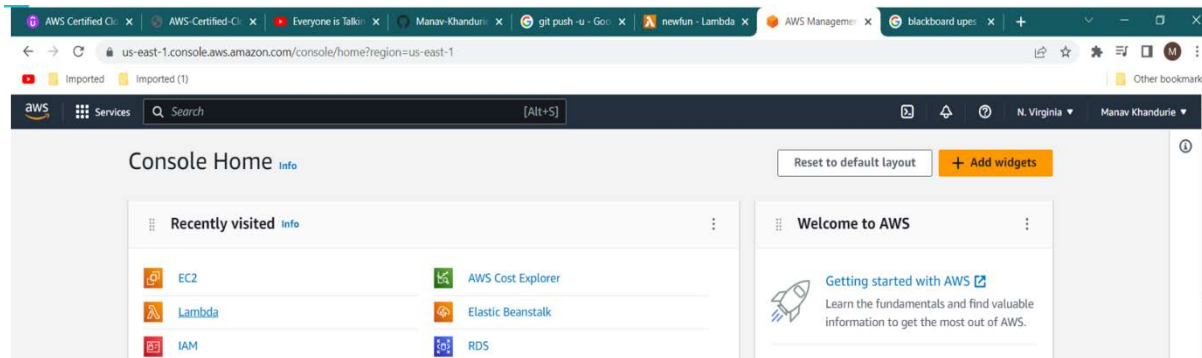 AWS Certified Clo
AWS-Certified-Clo
Everyone is Talkin
Manav-Khandurie
git push -u - Goo
newfun - Lambda
AWS Managemen
blackboard upes
us-east-1.console.aws.amazon.com/console/home?region=us-east-1
M
Imported
Imported (1)
Other bookmark
aws
Services
Search
[Alt+S]
N. Virginia
Manav Khandurie
Console Home Info
Reset to default layout
+ Add widgets
Recently visited Info
Welcome to AWS
EC2
AWS Cost Explorer
Getting started with AWS
Lambda
Elastic Beanstalk
Learn the fundamentals and find valuable
information to get the most out of AWS.
IAM
RDS